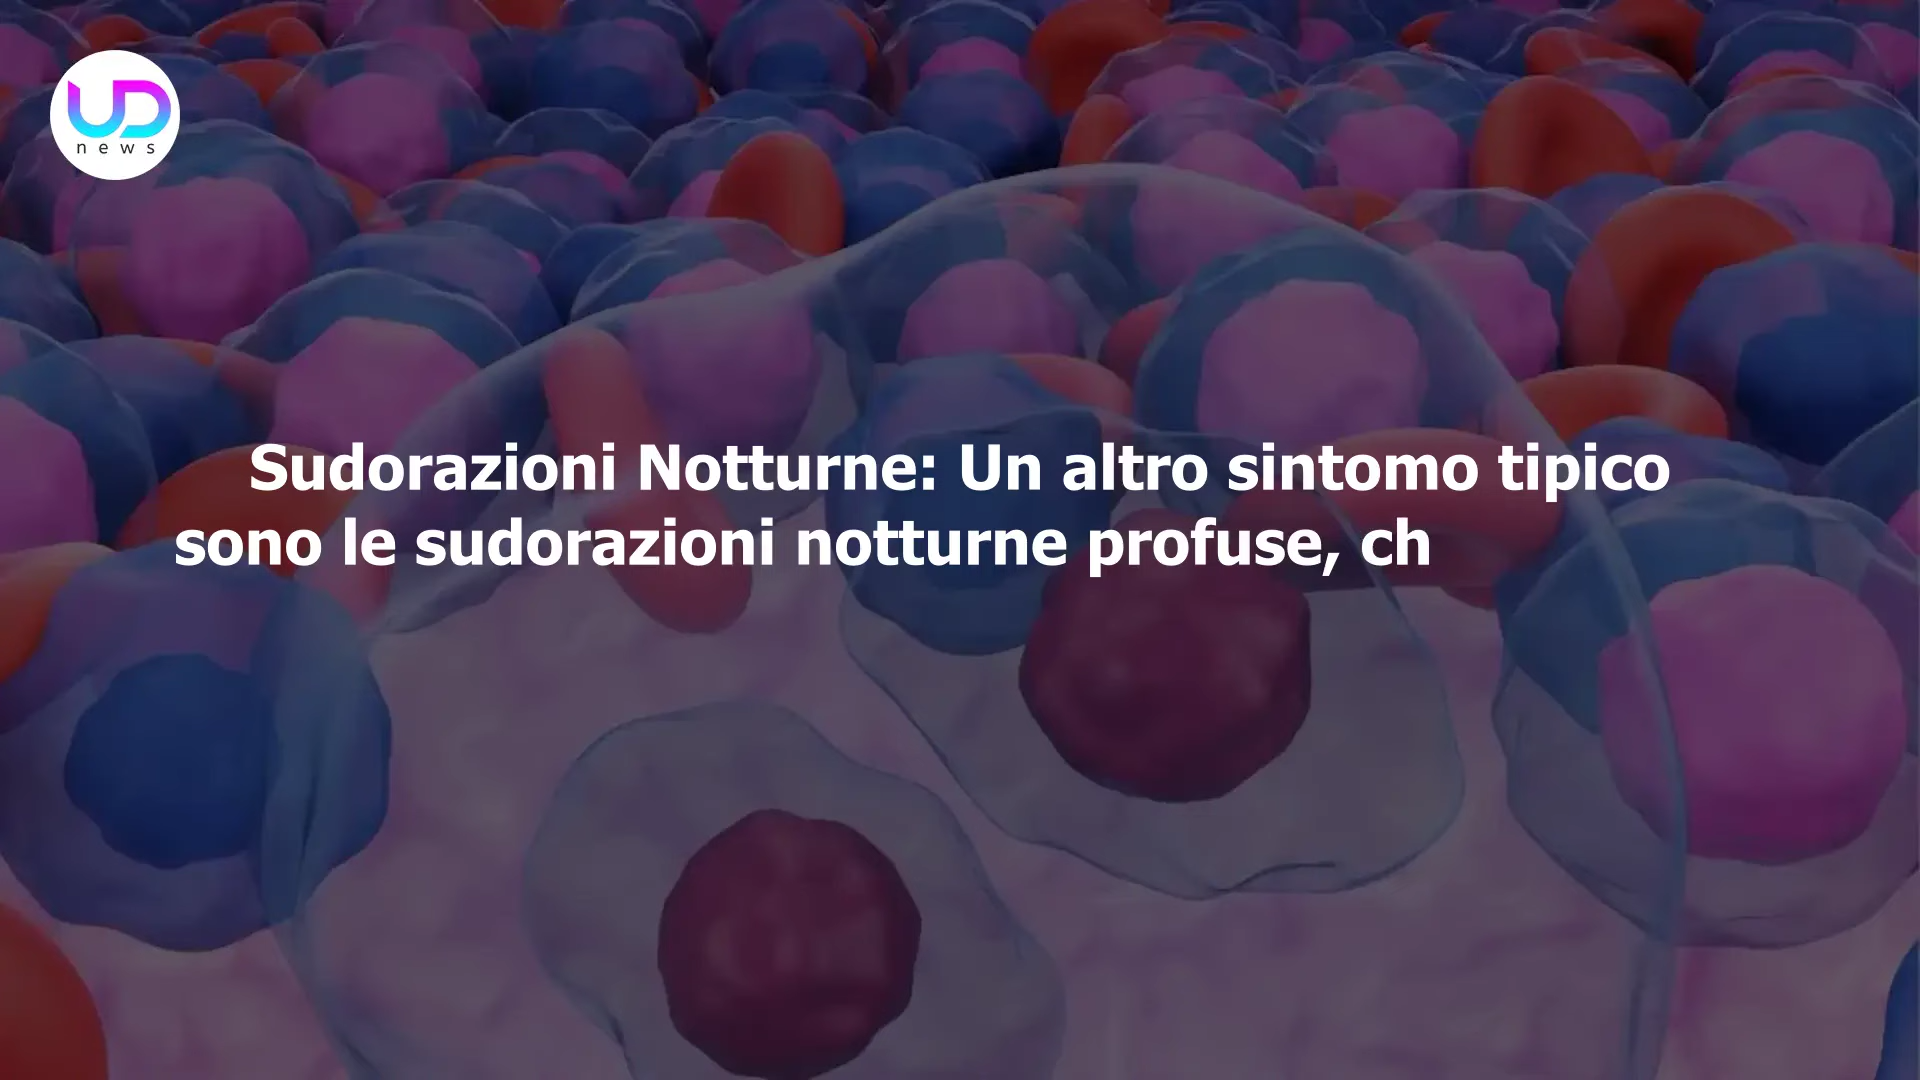 UD
news
Sudorazioni Notturne: Un altro sintomo tipico
sono le sudorazioni notturne profuse, ch